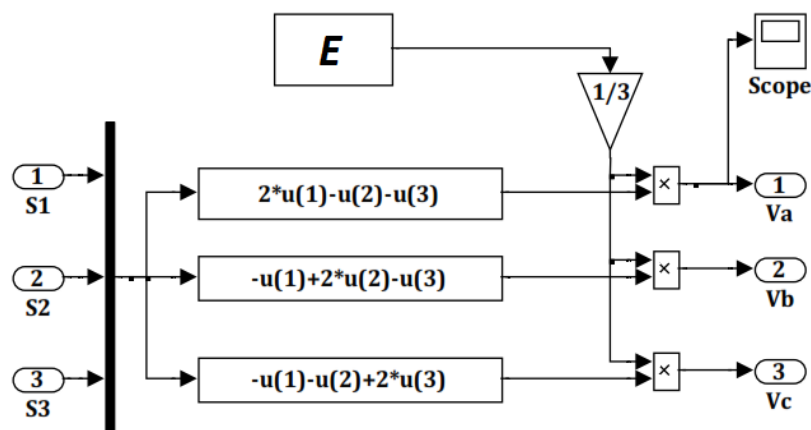 E
1/3
Scope
1
S1
2*u(1)-u(2)-u(3)
×
1
Va
2
S2
-u(1)+2*u(2)-u(3)
×
2
Vb
3
S3
-u(1)-u(2)+2*u(3)
×
3
Vc